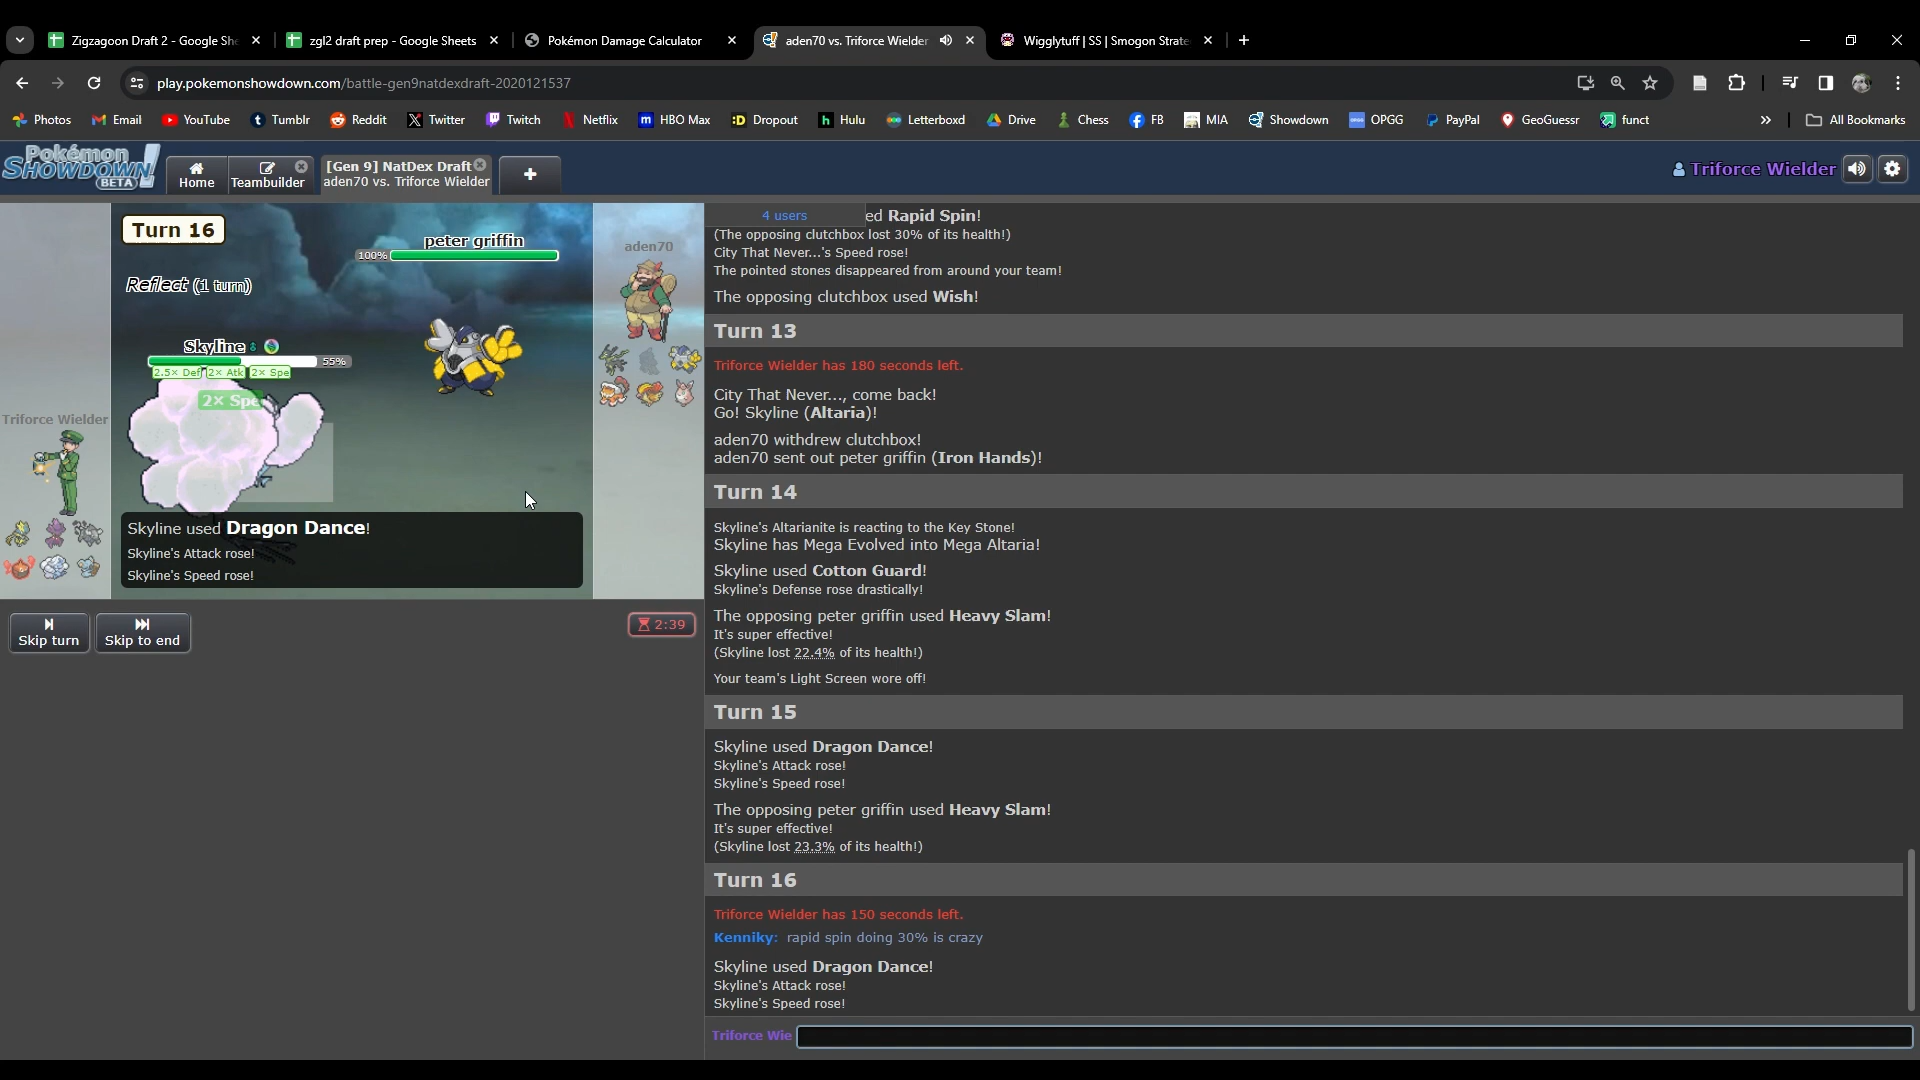 Zigzagoon Draft 2 - Google She
zgl2 draft prep - Google Sheets
Pokémon Damage Calculator
aden70 vs. Triforce Wielder
Wigglytuff | SS | Smogon Strate
play.pokemonshowdown.com/battle-gen9natdexdraft-2020121537
Photos
Email
YouTube
Tumblr
Reddit
Twitter
Twitch
Netflix
HBO Max
Dropout
Hulu
Letterboxd
Drive
Chess
FB
MIA
Showdown
OPGG
PayPal
GeoGuessr
funct
All Bookmarks
Pokémon
SHOWDOWN!
BETA
Home
Teambuilder
[Gen 9] NatDex Draft
aden70 vs. Triforce Wielder
Triforce Wielder
Turn 16
peter griffin
100%
Reflect (1 turn)
Skyline
55%
2.5× Def
2× Atk
2× Spe
2× Spe
aden70
Triforce Wielder
Skyline used Dragon Dance!
Skyline's Attack rose!
Skyline's Speed rose!
Skip turn
Skip to end
2:39
4 users
ed Rapid Spin!
(The opposing clutchbox lost 30% of its health!)
City That Never...'s Speed rose!
The pointed stones disappeared from around your team!
The opposing clutchbox used Wish!
Turn 13
Triforce Wielder has 180 seconds left.
City That Never..., come back!
Go! Skyline (Altaria)!
aden70 withdrew clutchbox!
aden70 sent out peter griffin (Iron Hands)!
Turn 14
Skyline's Altarianite is reacting to the Key Stone!
Skyline has Mega Evolved into Mega Altaria!
Skyline used Cotton Guard!
Skyline's Defense rose drastically!
The opposing peter griffin used Heavy Slam!
It's super effective!
(Skyline lost 22.4% of its health!)
Your team's Light Screen wore off!
Turn 15
Skyline used Dragon Dance!
Skyline's Attack rose!
Skyline's Speed rose!
The opposing peter griffin used Heavy Slam!
It's super effective!
(Skyline lost 23.3% of its health!)
Turn 16
Triforce Wielder has 150 seconds left.
Kenniky: rapid spin doing 30% is crazy
Skyline used Dragon Dance!
Skyline's Attack rose!
Skyline's Speed rose!
Triforce Wie